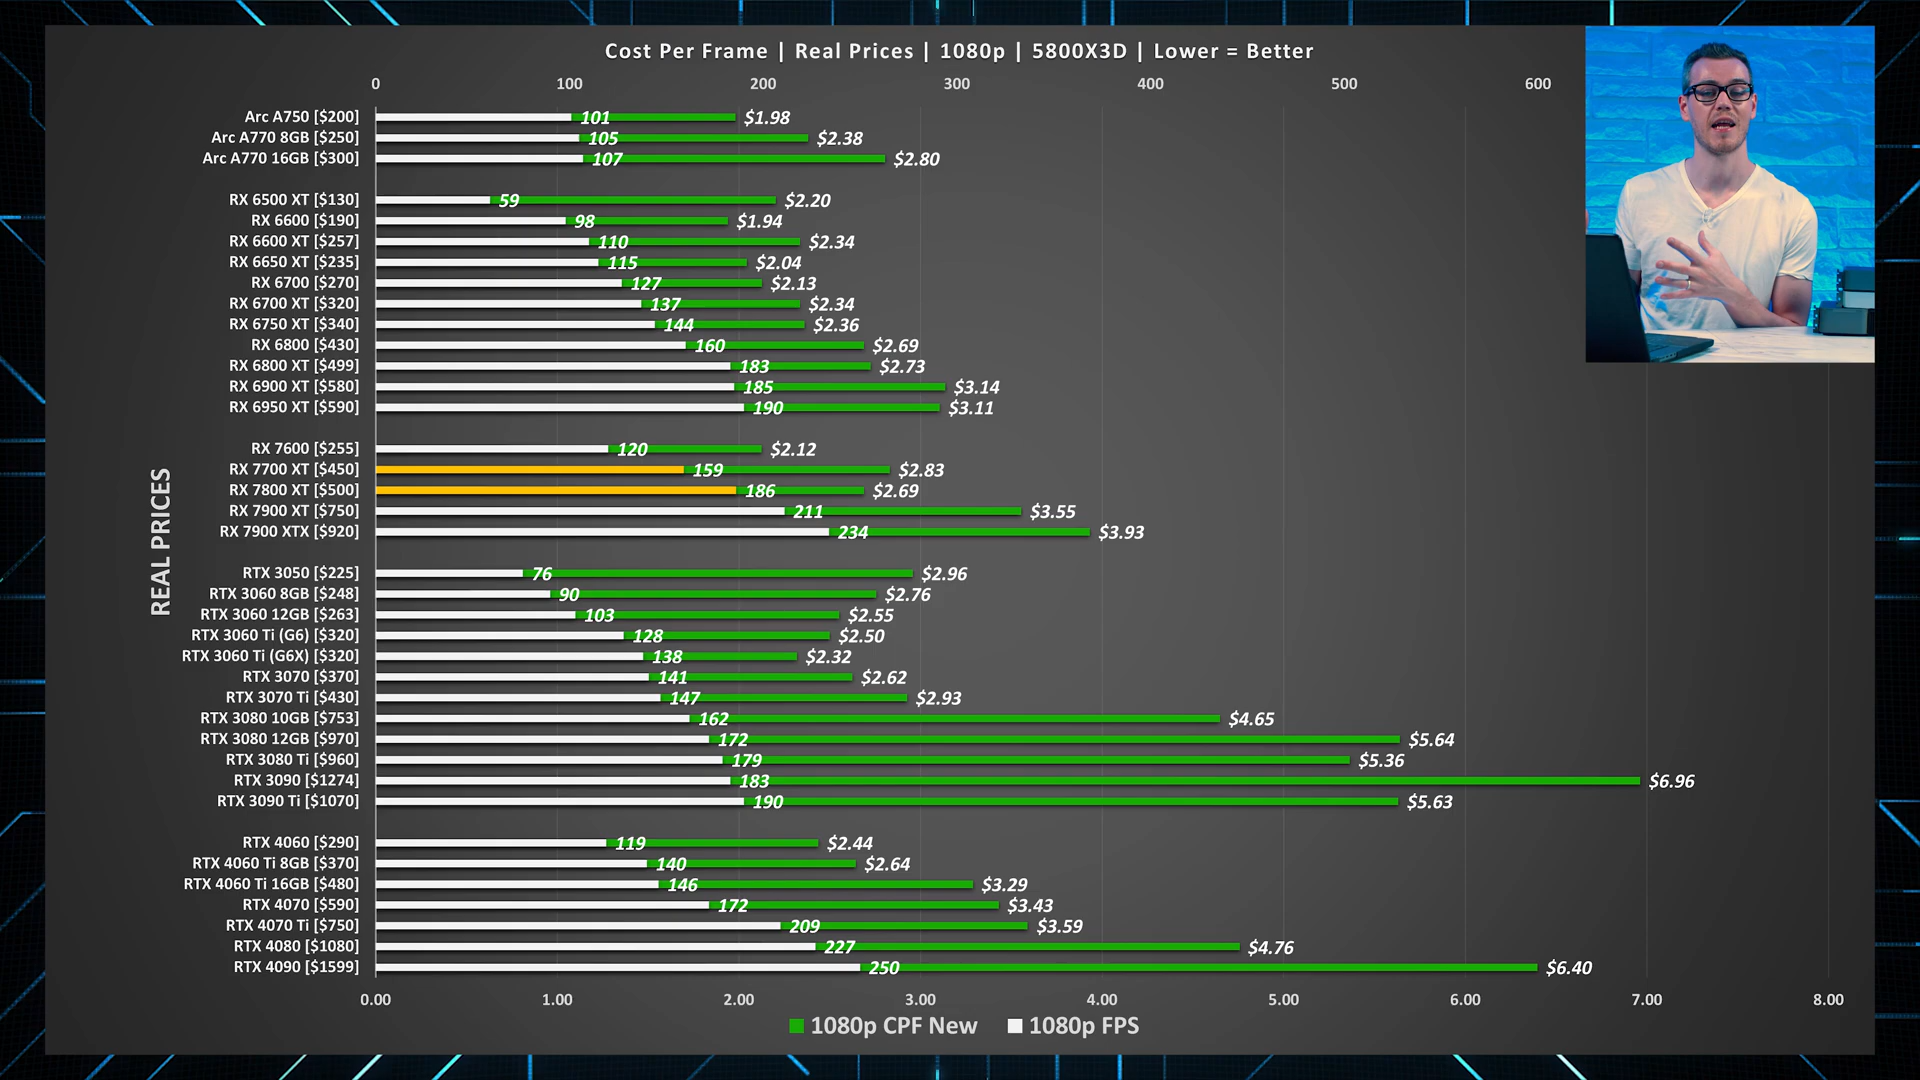 Cost Per Frame | Real Prices | 1080p | 5800X3D | Lower = Better
0 100 200 300 400 500 600
Arc A750 [$200] 101 $1.98
Arc A770 8GB [$250] 105 $2.38
Arc A770 16GB [$300] 107 $2.80
RX 6500 XT [$130] 59 $2.20
RX 6600 [$190] 98 $1.94
RX 6600 XT [$257] 110 $2.34
RX 6650 XT [$235] 115 $2.04
RX 6700 [$270] 127 $2.13
RX 6700 XT [$320] 137 $2.34
RX 6750 XT [$340] 144 $2.36
RX 6800 [$430] 160 $2.69
RX 6800 XT [$499] 183 $2.73
RX 6900 XT [$580] 185 $3.14
RX 6950 XT [$590] 190 $3.11
RX 7600 [$255] 120 $2.12
RX 7700 XT [$450] 159 $2.83
RX 7800 XT [$500] 186 $2.69
RX 7900 XT [$750] 211 $3.55
RX 7900 XTX [$920] 234 $3.93
REAL PRICES
RTX 3050 [$225] 76 $2.96
RTX 3060 8GB [$248] 90 $2.76
RTX 3060 12GB [$263] 103 $2.55
RTX 3060 Ti (G6) [$320] 128 $2.50
RTX 3060 Ti (G6X) [$320] 138 $2.32
RTX 3070 [$370] 141 $2.62
RTX 3070 Ti [$430] 147 $2.93
RTX 3080 10GB [$753] 162 $4.65
RTX 3080 12GB [$970] 172 $5.64
RTX 3080 Ti [$960] 179 $5.36
RTX 3090 [$1274] 183 $6.96
RTX 3090 Ti [$1070] 190 $5.63
RTX 4060 [$290] 119 $2.44
RTX 4060 Ti 8GB [$370] 140 $2.64
RTX 4060 Ti 16GB [$480] 146 $3.29
RTX 4070 [$590] 172 $3.43
RTX 4070 Ti [$750] 209 $3.59
RTX 4080 [$1080] 227 $4.76
RTX 4090 [$1599] 250 $6.40
0.00 1.00 2.00 3.00 4.00 5.00 6.00 7.00 8.00
1080p CPF New 1080p FPS